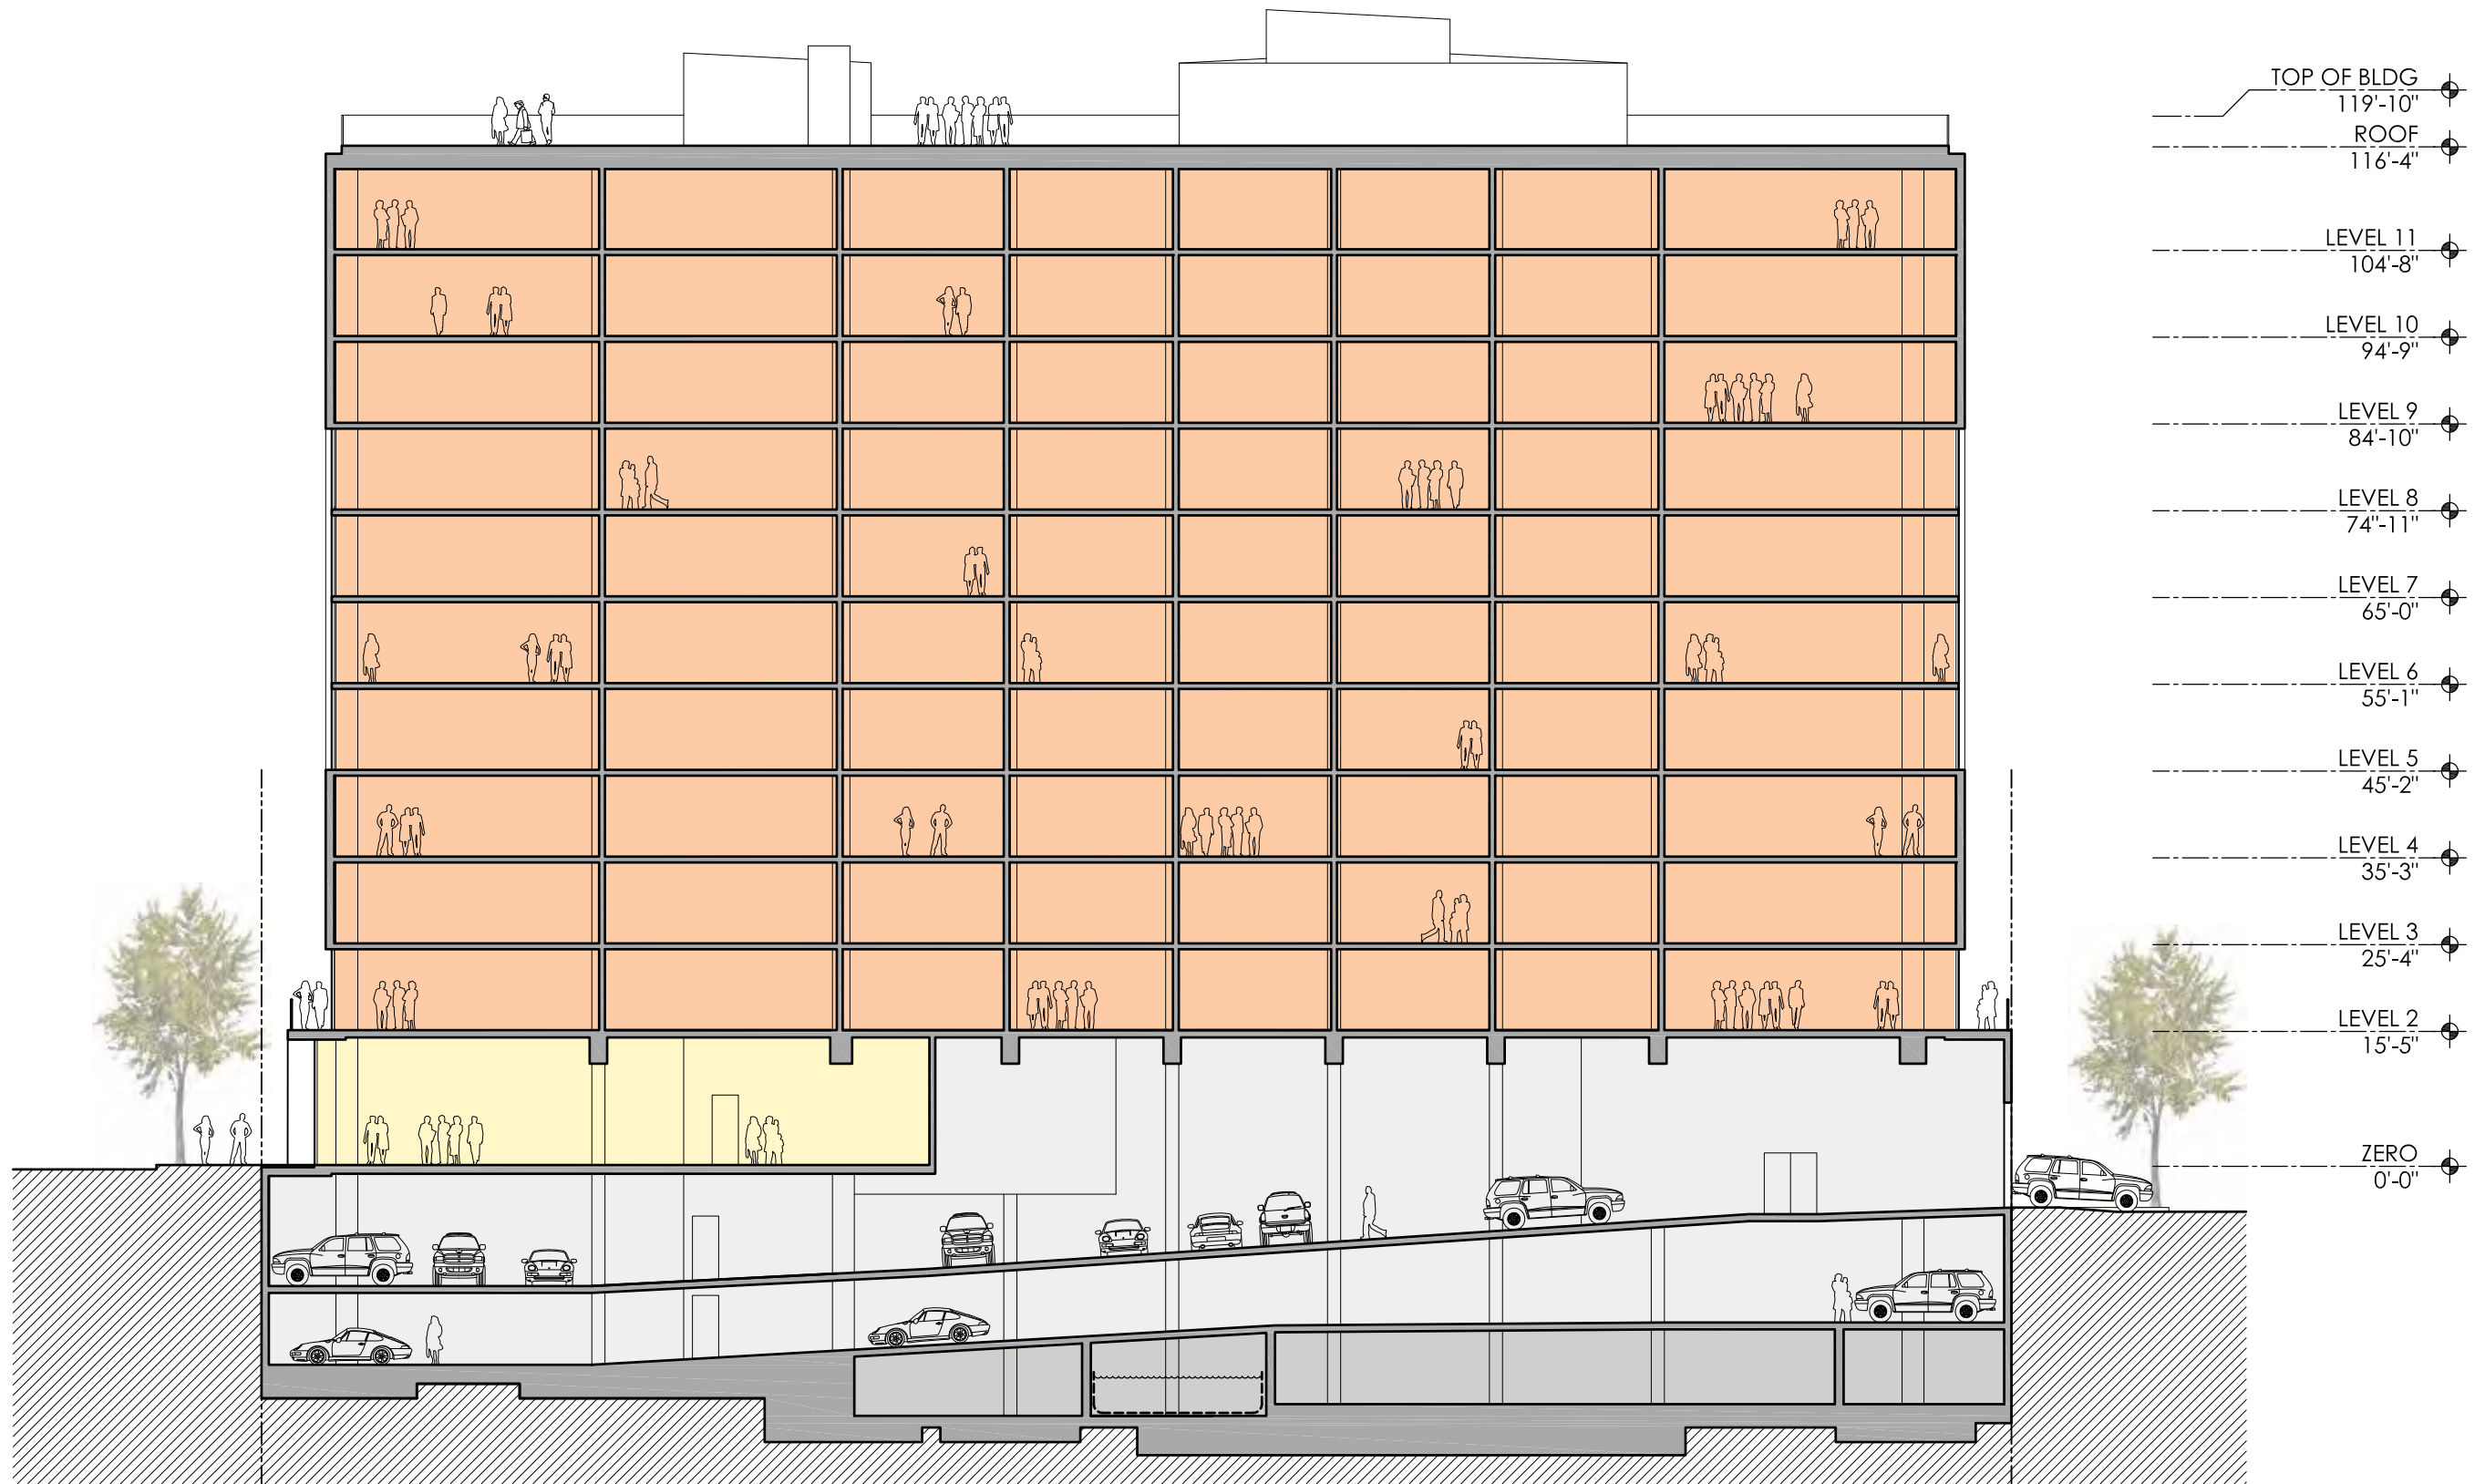 TOP OF BLDG
119'-10"
ROOF
116'-4"
LEVEL 11
104'-8"
LEVEL 10
94'-9"
LEVEL 9
84'-10"
LEVEL 8
74"-11"
LEVEL 7
65'-0"
LEVEL 6
55'-1"
LEVEL 5
45'-2"
LEVEL 4
35'-3"
LEVEL 3
25'-4"
LEVEL 2
15'-5"
ZERO
0'-0"